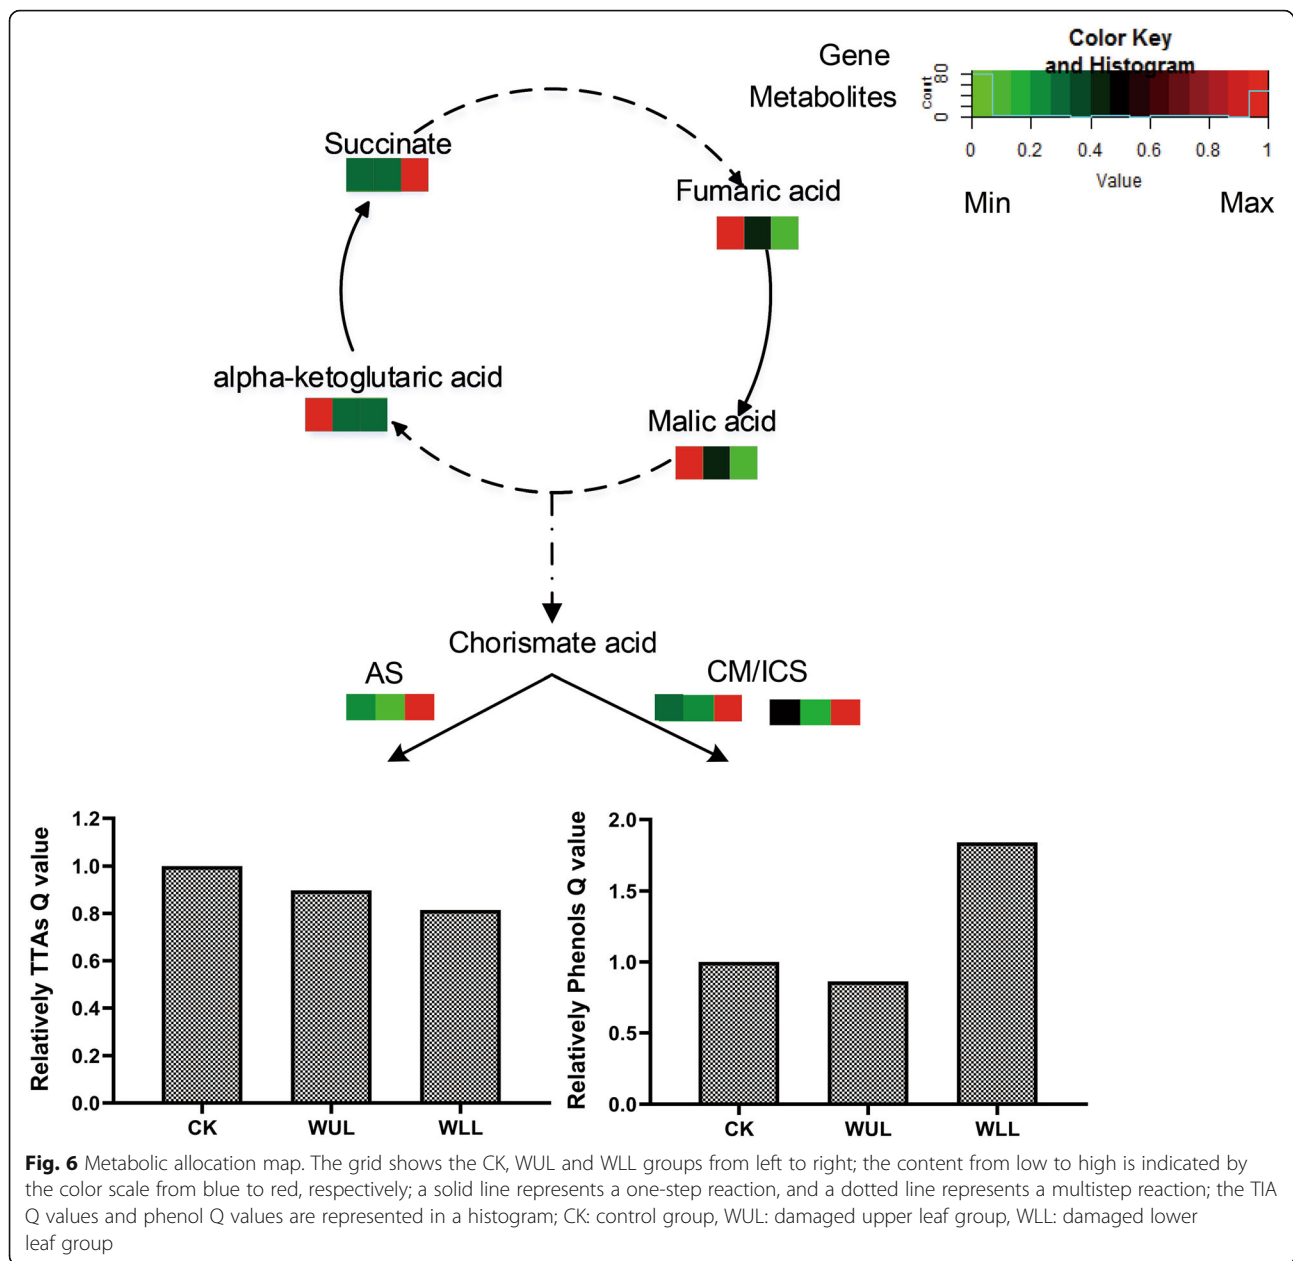 Gene
Metabolites
Color Key
and Histogram
Count
0 80
0 0.2 0.4 0.6 0.8 1
Value
Min Max
Succinate
Fumaric acid
alpha-ketoglutaric acid
Malic acid
Chorismate acid
AS
CM/ICS
Relatively TTAs Q value
1.2
1.0
0.8
0.6
0.4
0.2
0.0
CK WUL WLL
Relatively Phenols Q value
2.0
1.5
1.0
0.5
0.0
CK WUL WLL
Fig. 6 Metabolic allocation map. The grid shows the CK, WUL and WLL groups from left to right; the content from low to high is indicated by
the color scale from blue to red, respectively; a solid line represents a one-step reaction, and a dotted line represents a multistep reaction; the TIA
Q values and phenol Q values are represented in a histogram; CK: control group, WUL: damaged upper leaf group, WLL: damaged lower
leaf group